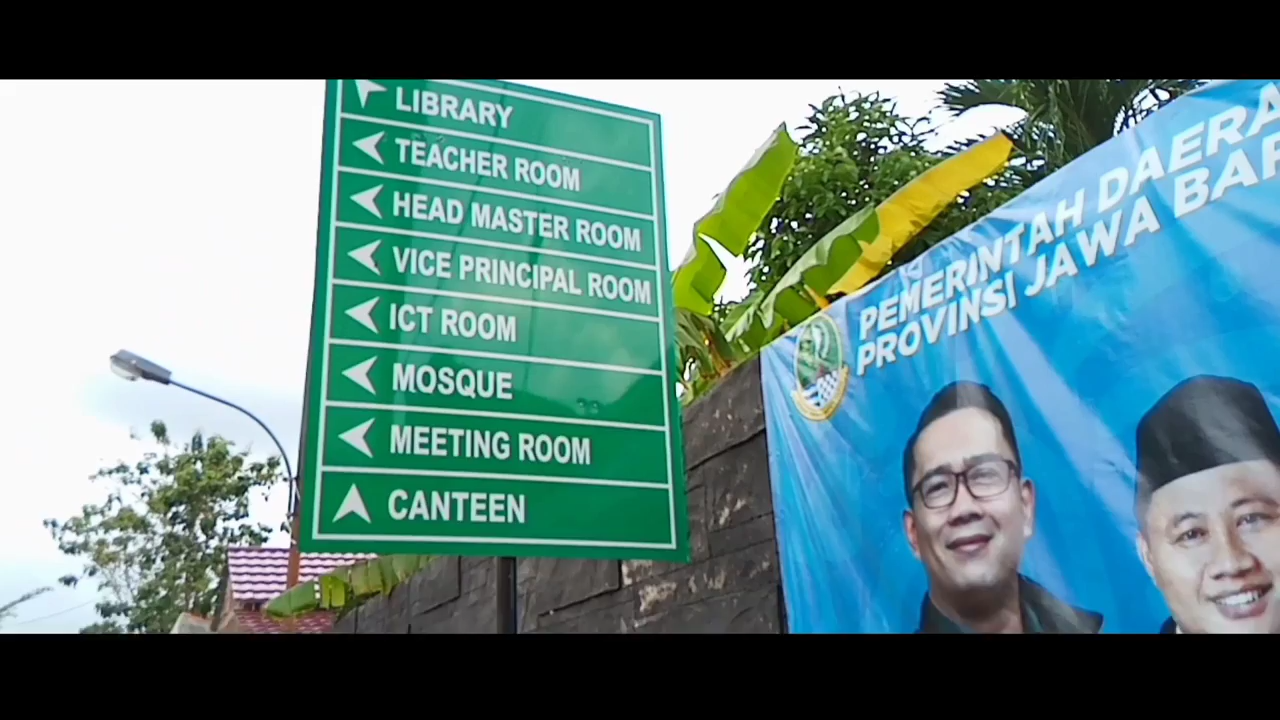 LIBRARY
TEACHER ROOM
HEAD MASTER ROOM
VICE PRINCIPAL ROOM
ICT ROOM
MOSQUE
MEETING ROOM
CANTEEN
PEMERINTAH DAERA
PROVINSI JAWA BAR